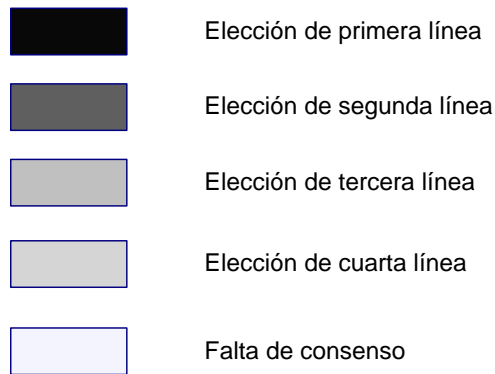 Elección de primera línea
Elección de segunda línea
Elección de tercera línea
Elección de cuarta línea
Falta de consenso